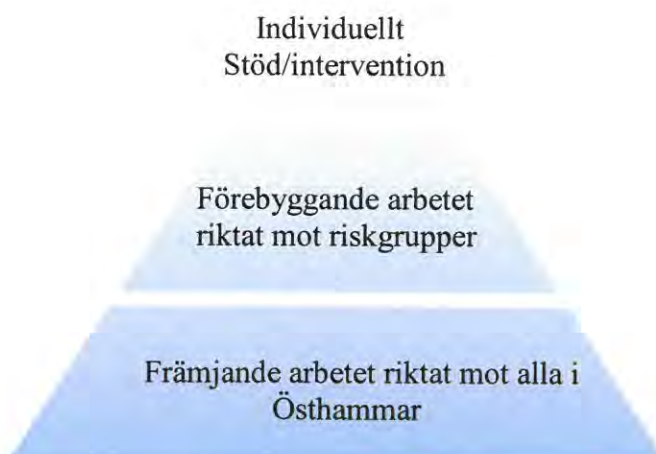 Individuellt
Stöd/intervention
Förebyggande arbetet
riktat mot riskgrupper
Främjande arbetet riktat mot alla i
Östhammar